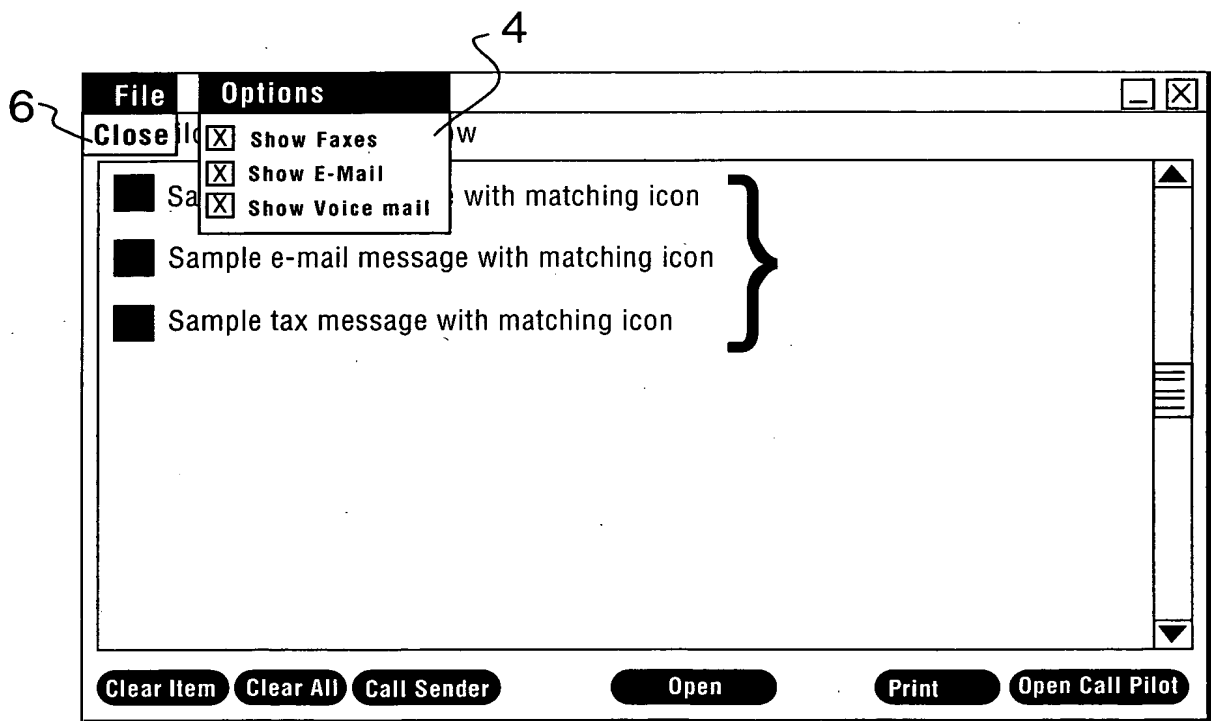 4
6
File Options
Close
w
X Show Faxes
X Show E-Mail
X Show Voice mail
Sa with matching icon
Sample e-mail message with matching icon
Sample tax message with matching icon
Clear Item Clear All Call Sender Open Print Open Call Pilot